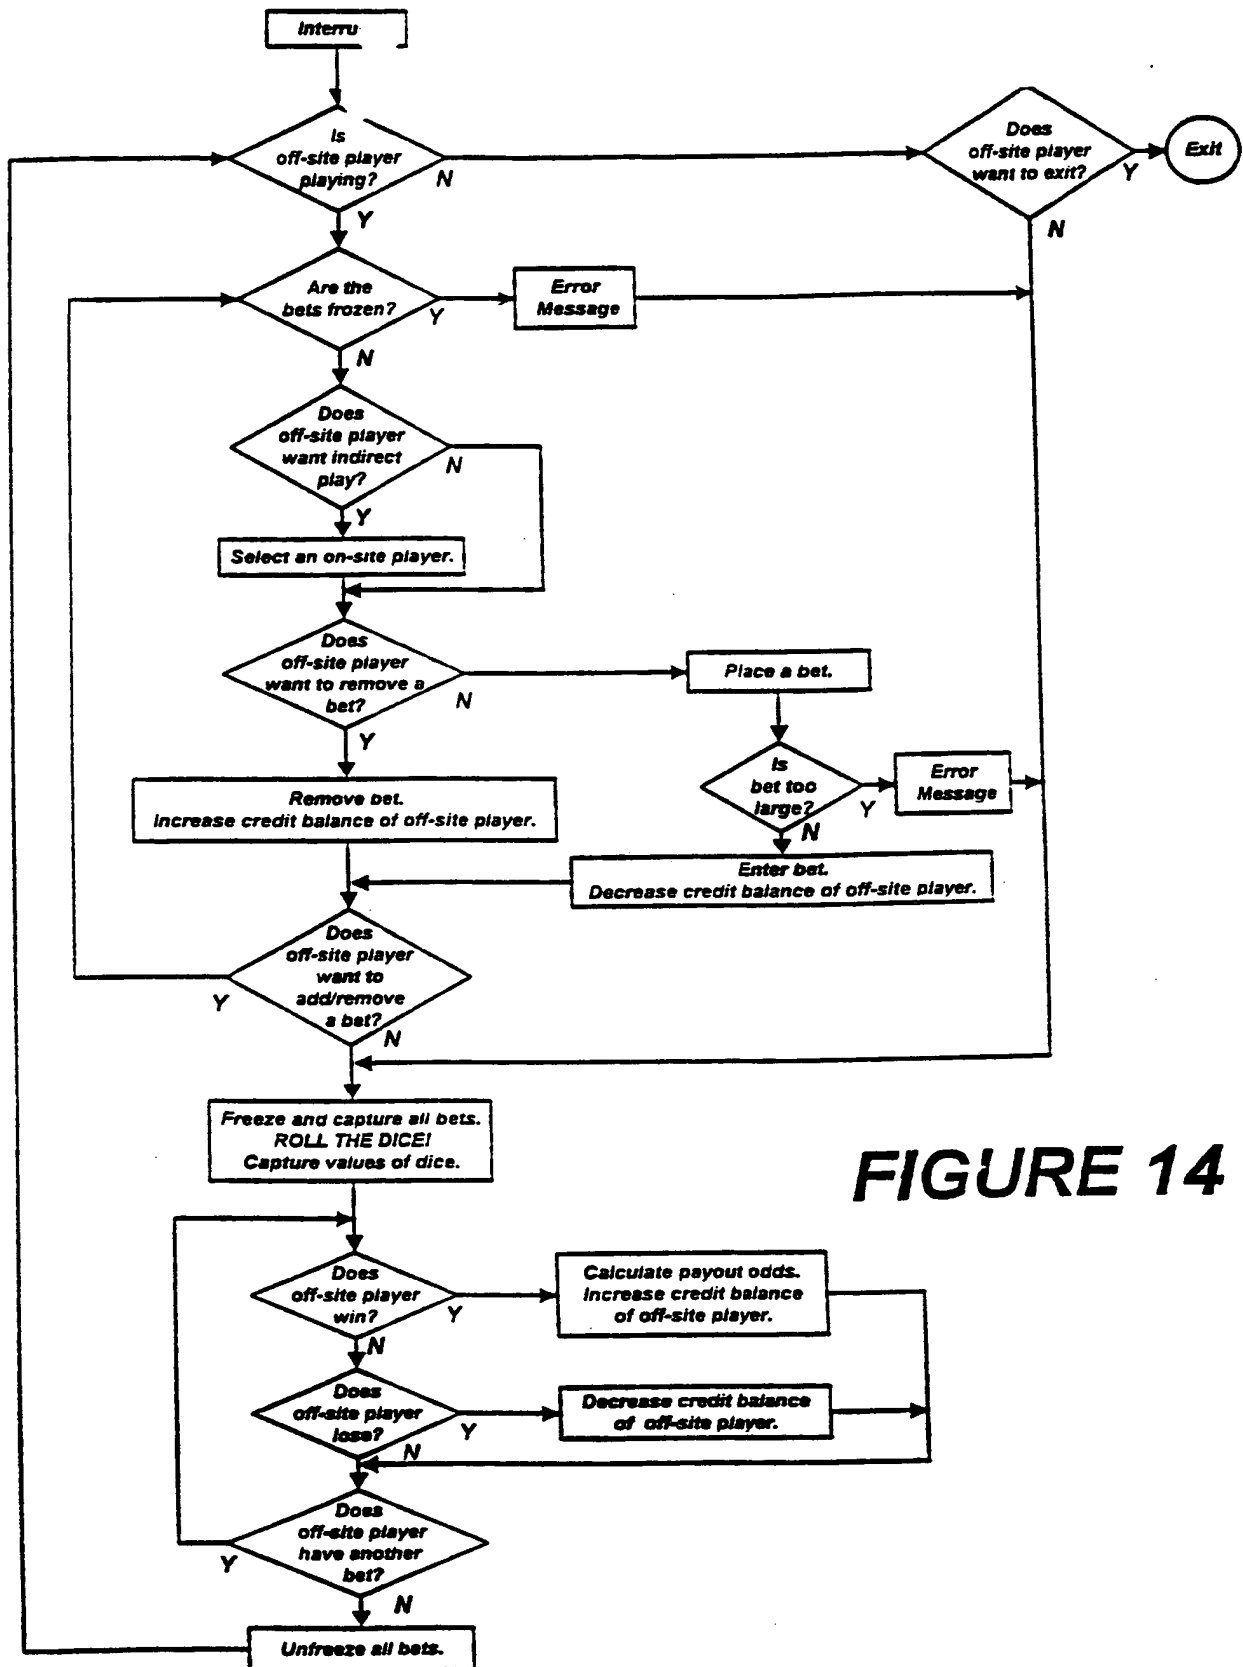 Interru
Is
off-site player
playing?
N
Y
Does
off-site player
want to exit?
Y
N
Exit
Are the
bets frozen?
Y
N
Error
Message
Does
off-site player
want indirect
play?
N
Y
Select an on-site player.
Does
off-site player
want to remove a
bet?
N
Y
Place a bet.
Is
bet too
large?
Y
N
Error
Message
Remove bet.
Increase credit balance of off-site player.
Enter bet.
Decrease credit balance of off-site player.
Does
off-site player
want to
add/remove
a bet?
Y
N
Freeze and capture all bets.
ROLL THE DICE!
Capture values of dice.
FIGURE 14
Does
off-site player
win?
Y
N
Calculate payout odds.
Increase credit balance
of off-site player.
Does
off-site player
lose?
Y
N
Decrease credit balance
of off-site player.
Does
off-site player
have another
bet?
Y
N
Unfreeze all bets.